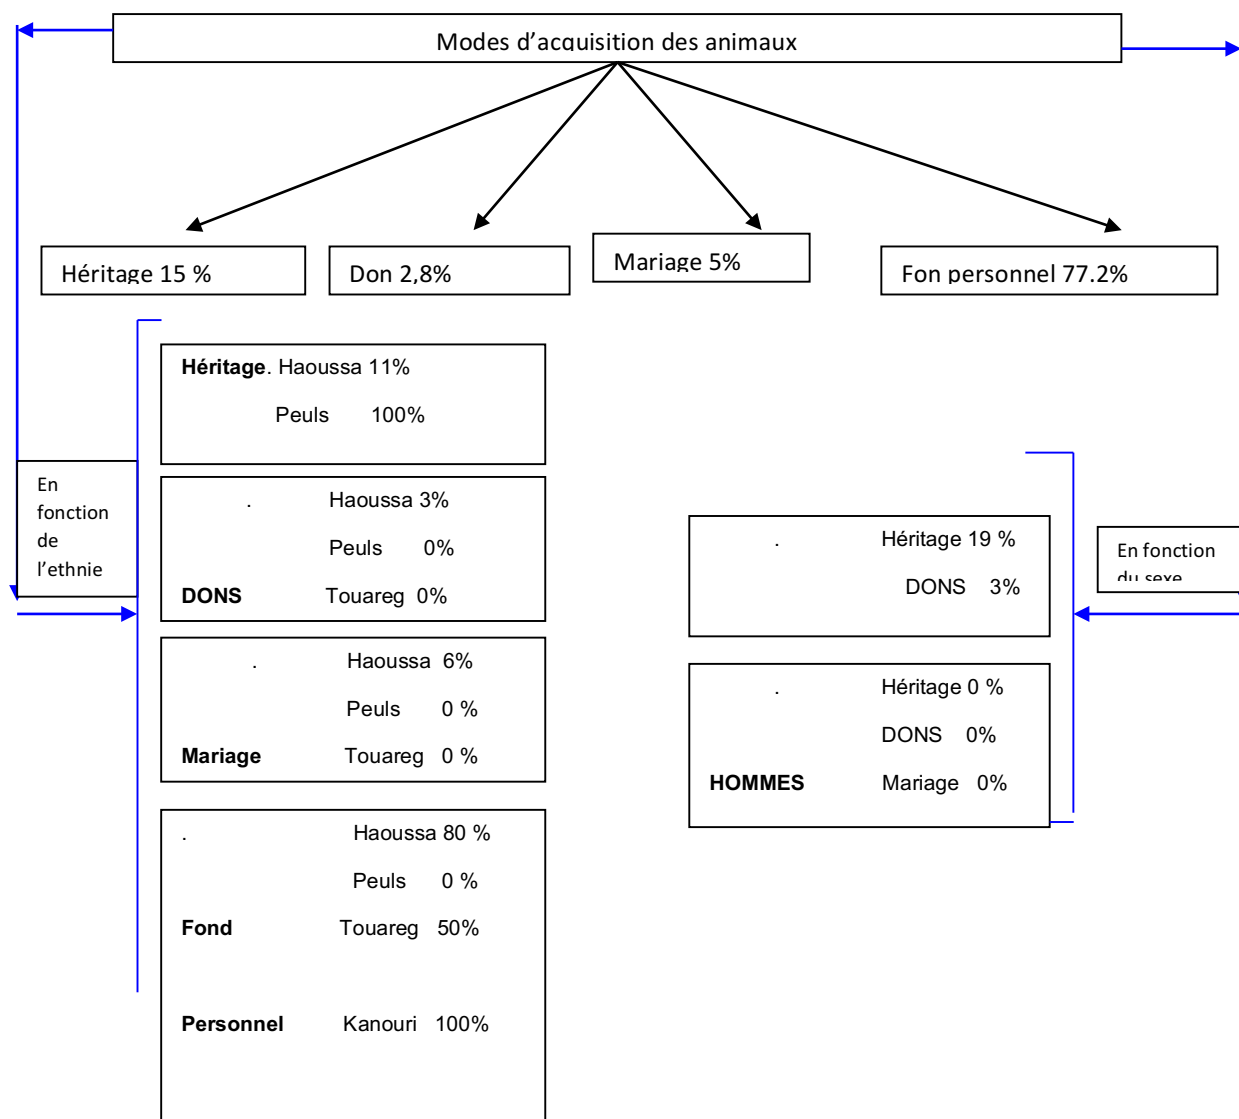 Modes d'acquisition des animaux
Héritage 15 %
Don 2,8%
Mariage 5%
Fon personnel 77.2%
En
fonction
de
l'ethnie
Héritage. Haoussa 11%
Peuls 100%
. Haoussa 3%
Peuls 0%
DONS Touareg 0%
. Haoussa 6%
Peuls 0 %
Mariage Touareg 0 %
. Haoussa 80 %
Peuls 0 %
Fond Touareg 50%
Personnel Kanouri 100%
. Héritage 19 %
DONS 3%
. Héritage 0 %
DONS 0%
HOMMES Mariage 0%
En fonction
du sexe